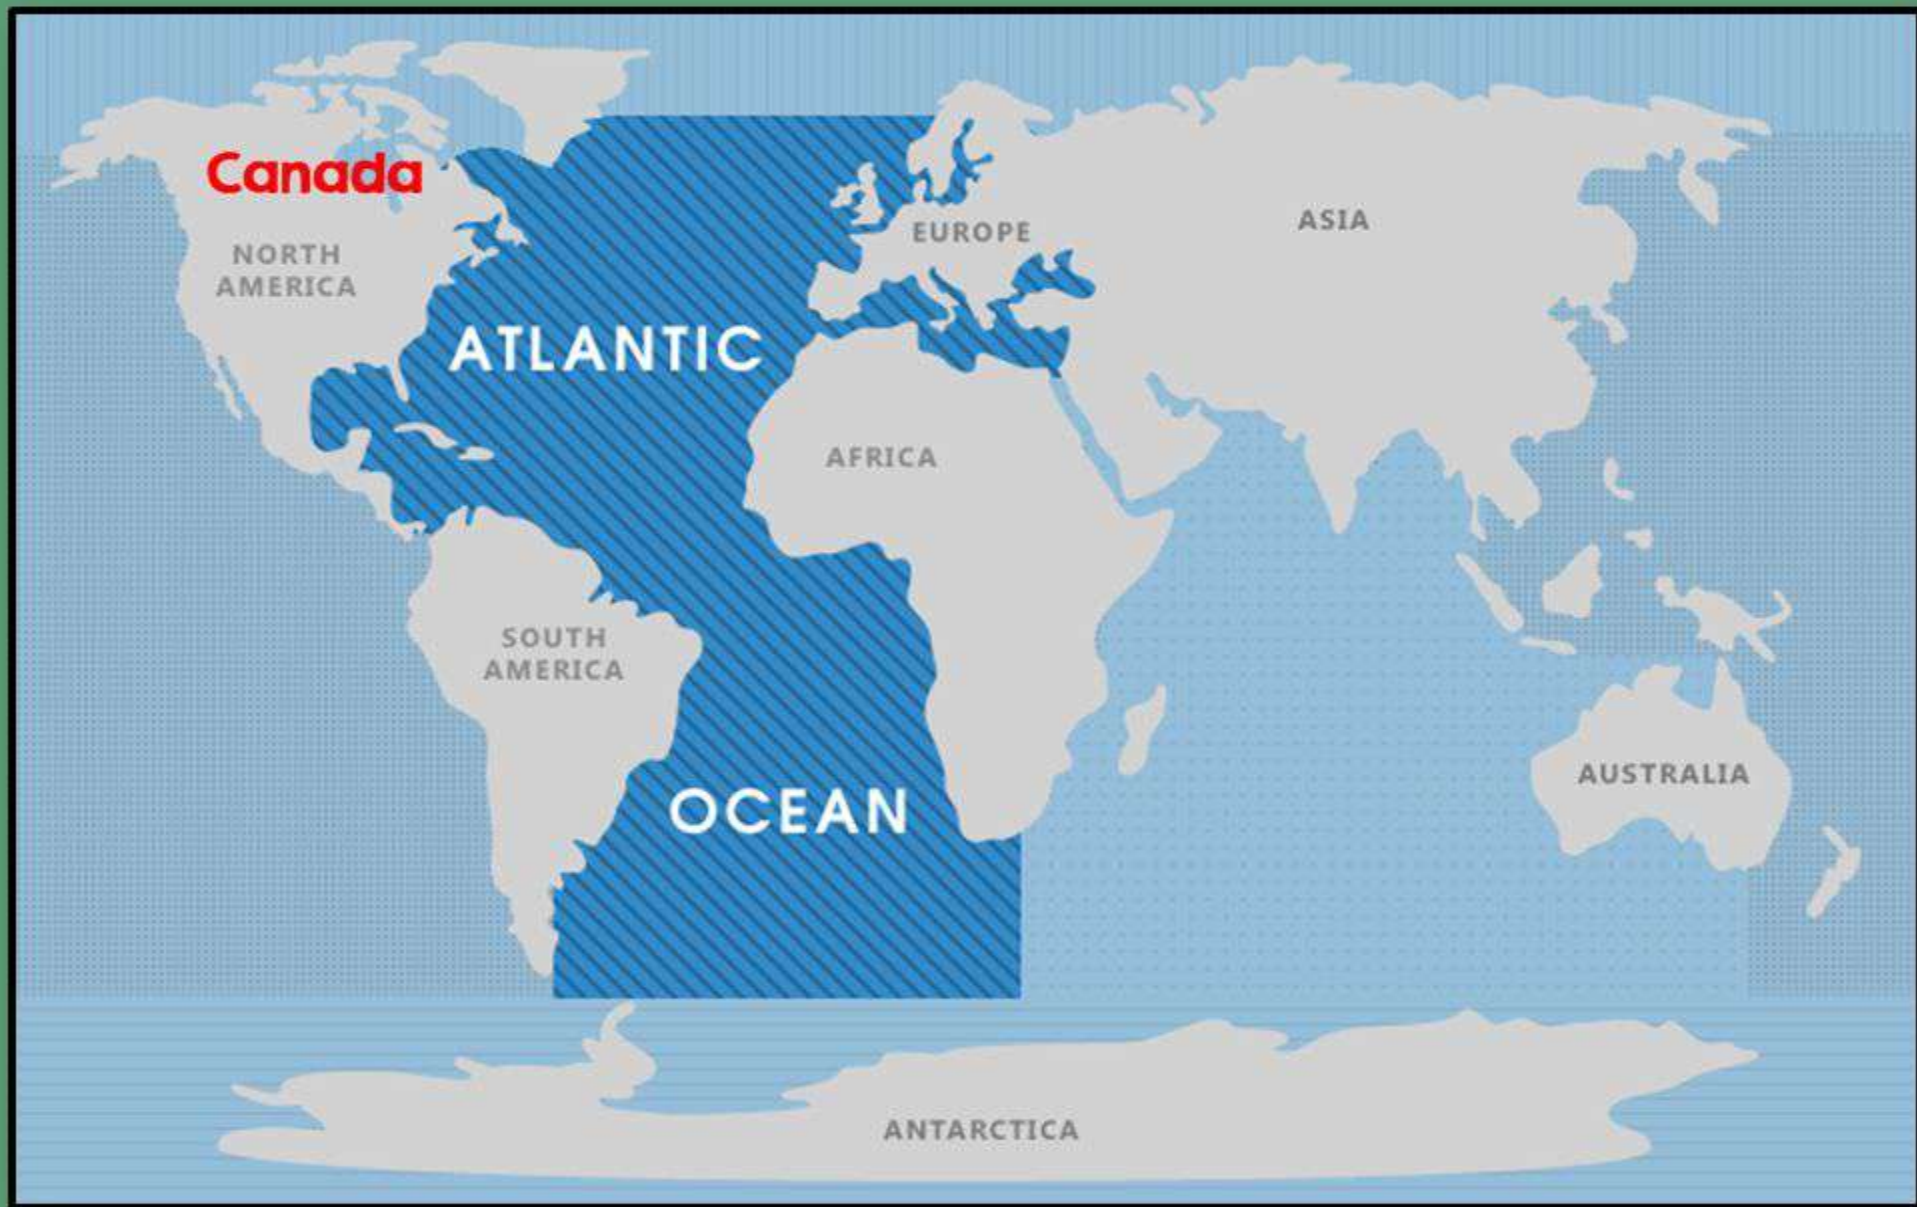 Canada
NORTH
AMERICA
EUROPE
ASIA
ATLANTIC
AFRICA
SOUTH
AMERICA
OCEAN
AUSTRALIA
ANTARCTICA